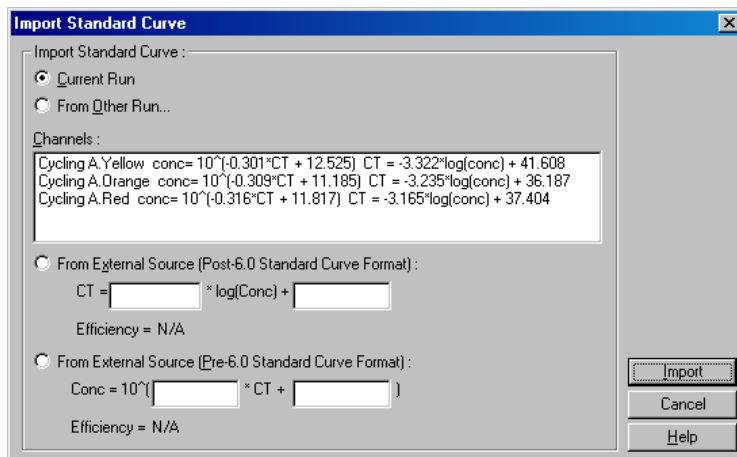 Import Standard Curve
Import Standard Curve :
Current Run
From Other Run...
Channels :
Cycling A.Yellow conc= 10^(-0.301*CT + 12.525) CT = -3.322*log(conc) + 41.608
Cycling A.Orange conc= 10^(-0.309*CT + 11.185) CT = -3.235*log(conc) + 36.187
Cycling A.Red conc= 10^(-0.316*CT + 11.817) CT = -3.165*log(conc) + 37.404
From External Source (Post-6.0 Standard Curve Format) :
CT = * log(Conc) +
Efficiency = N/A
From External Source (Pre-6.0 Standard Curve Format) :
Conc = 10^( * CT + )
Efficiency = N/A
Import
Cancel
Help